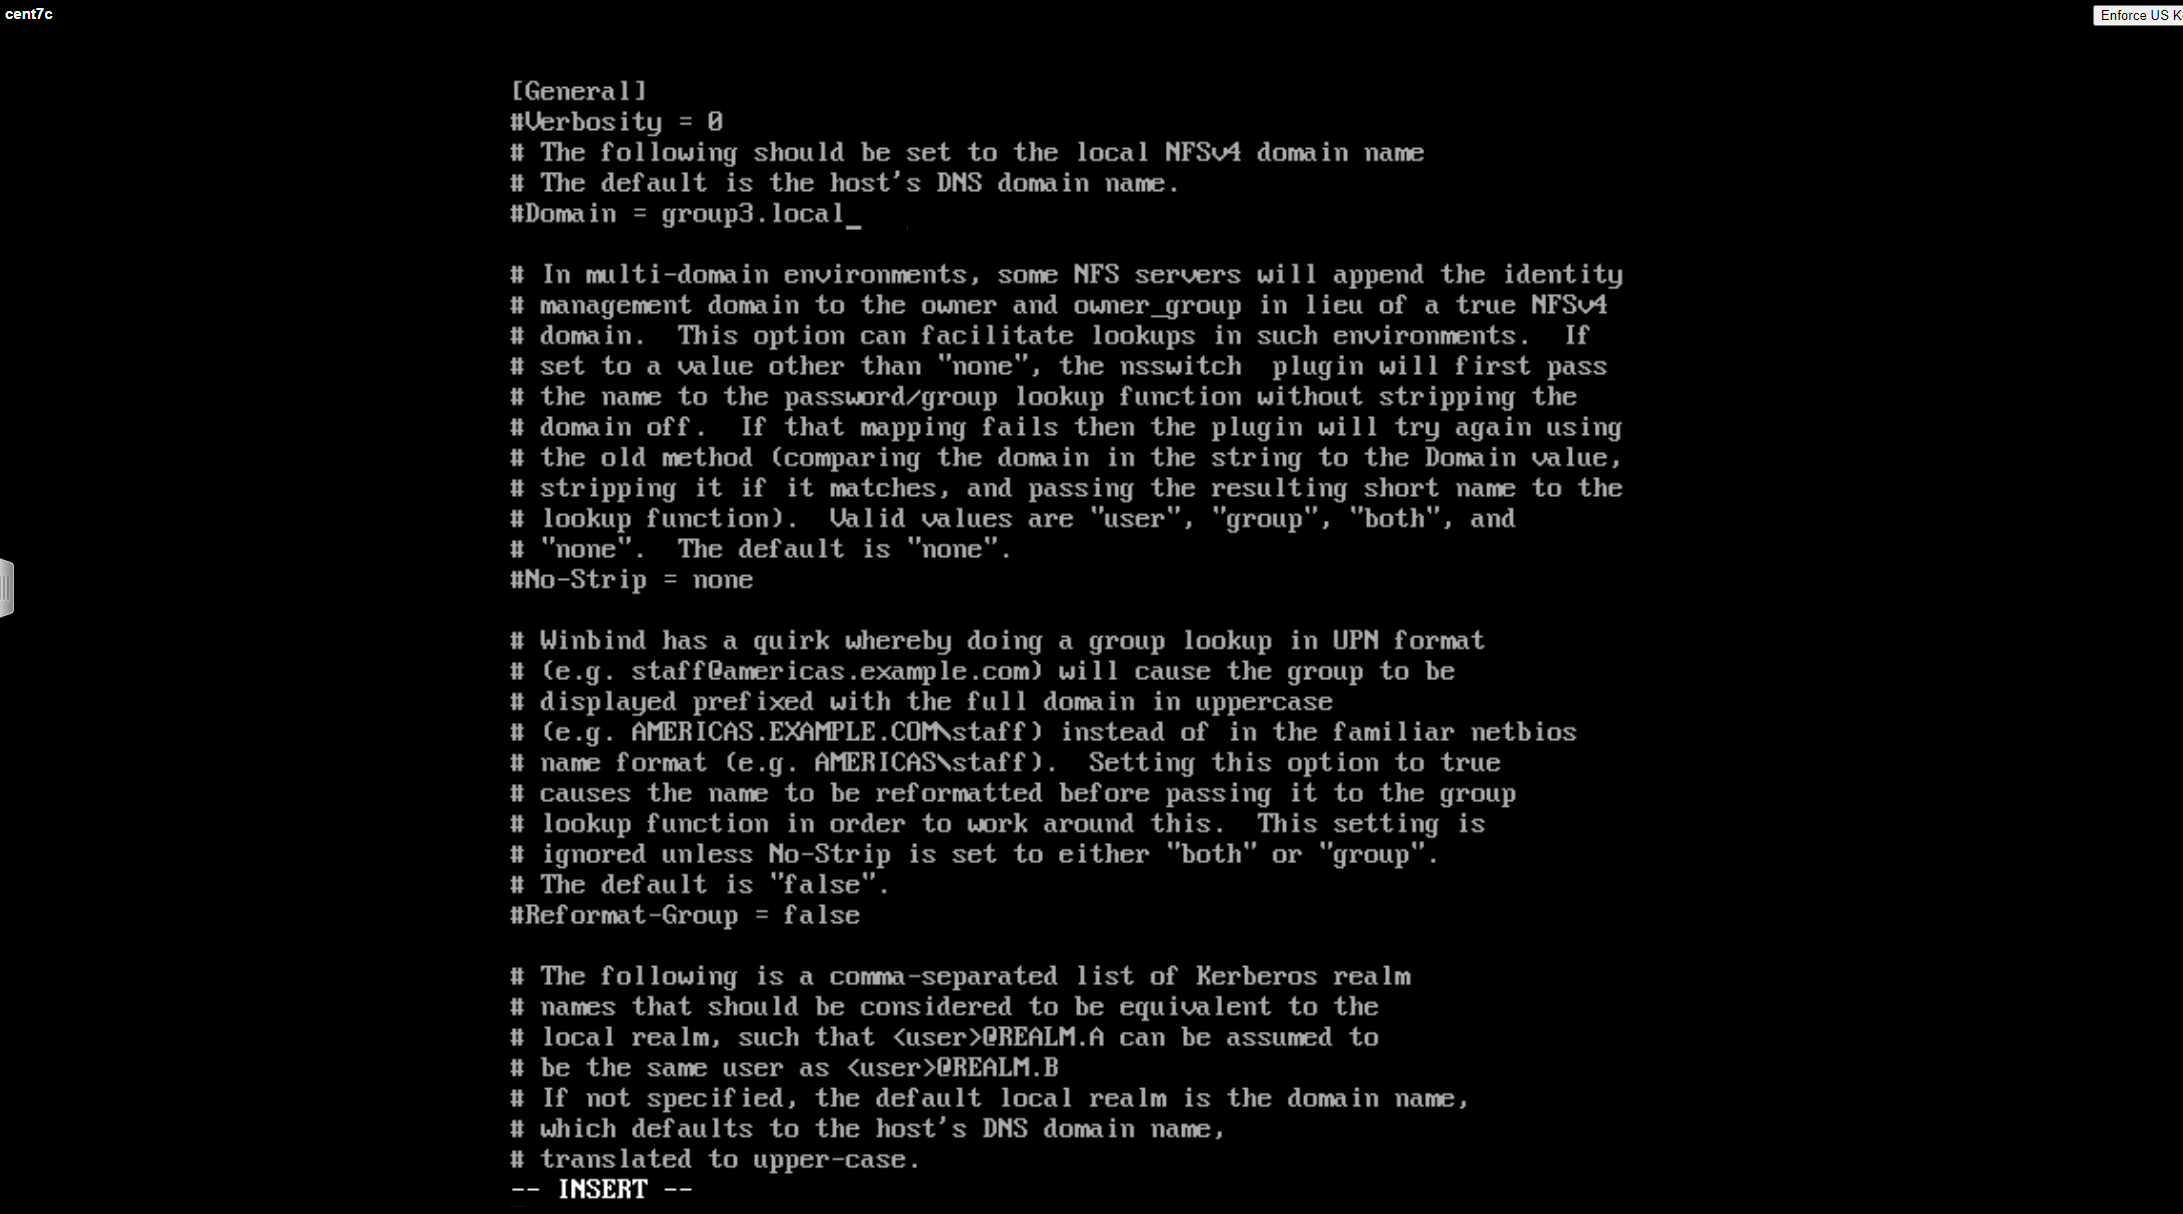 cent7c
Enforce US K
[General]
#Verbosity = 0
# The following should be set to the local NFSv4 domain name
# The default is the host's DNS domain name.
#Domain = group3.local_

# In multi-domain environments, some NFS servers will append the identity
# management domain to the owner and owner_group in lieu of a true NFSv4
# domain.  This option can facilitate lookups in such environments.  If
# set to a value other than "none", the nsswitch  plugin will first pass
# the name to the password/group lookup function without stripping the
# domain off.  If that mapping fails then the plugin will try again using
# the old method (comparing the domain in the string to the Domain value,
# stripping it if it matches, and passing the resulting short name to the
# lookup function).  Valid values are "user", "group", "both", and
# "none".  The default is "none".
#No-Strip = none

# Winbind has a quirk whereby doing a group lookup in UPN format
# (e.g. staff@americas.example.com) will cause the group to be
# displayed prefixed with the full domain in uppercase
# (e.g. AMERICAS.EXAMPLE.COM\staff) instead of in the familiar netbios
# name format (e.g. AMERICAS\staff).  Setting this option to true
# causes the name to be reformatted before passing it to the group
# lookup function in order to work around this.  This setting is
# ignored unless No-Strip is set to either "both" or "group".
# The default is "false".
#Reformat-Group = false

# The following is a comma-separated list of Kerberos realm
# names that should be considered to be equivalent to the
# local realm, such that <user>@REALM.A can be assumed to
# be the same user as <user>@REALM.B
# If not specified, the default local realm is the domain name,
# which defaults to the host's DNS domain name,
# translated to upper-case.
-- INSERT --